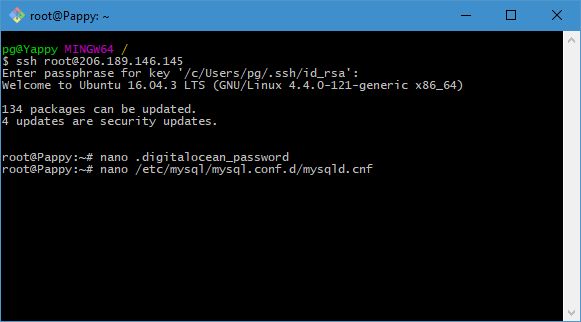 root@Pappy: ~
pg@Yappy MINGW64 /
$ ssh root@206.189.146.145
Enter passphrase for key '/c/Users/pg/.ssh/id_rsa':
Welcome to Ubuntu 16.04.3 LTS (GNU/Linux 4.4.0-121-generic x86_64)
134 packages can be updated.
4 updates are security updates.
root@Pappy:~# nano .digitalocean_password
root@Pappy:~# nano /etc/mysql/mysql.conf.d/mysqld.cnf